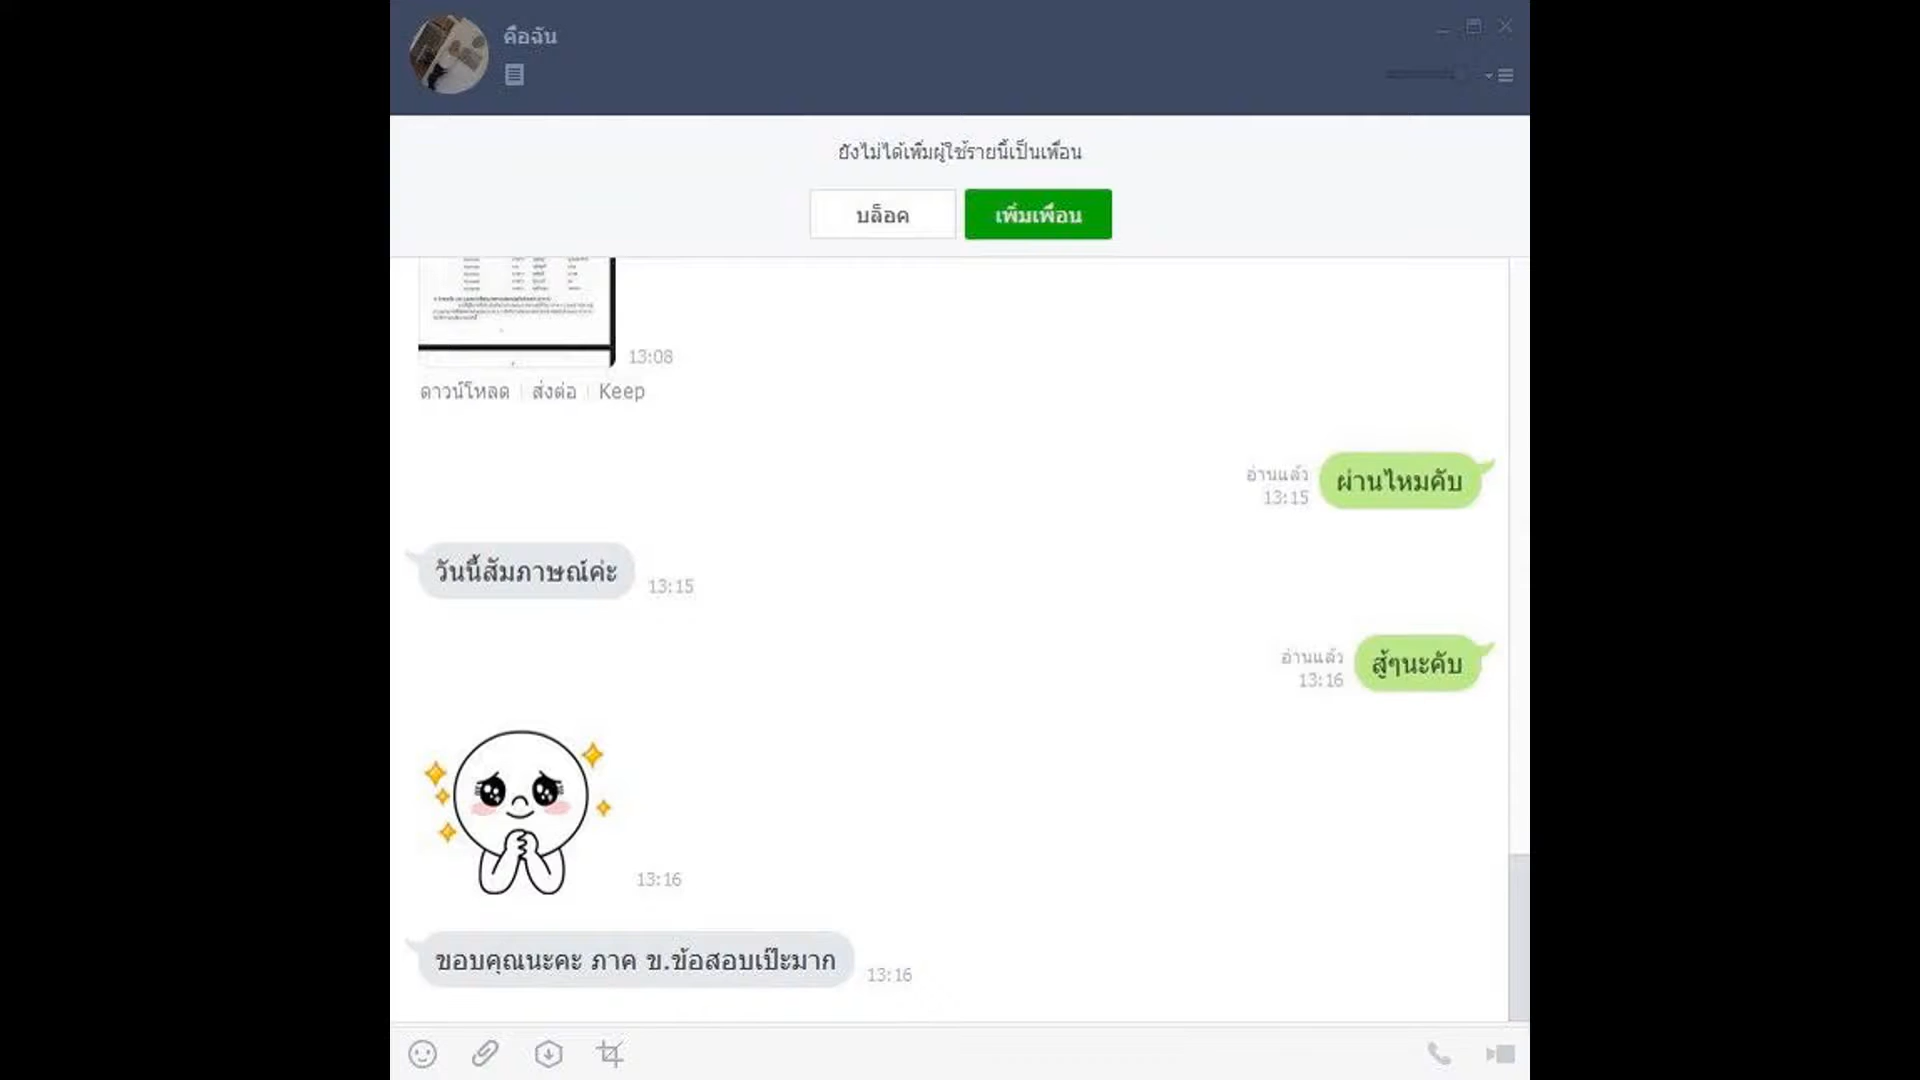 คือฉัน
ยังไม่ได้เพิ่มผู้ใช้รายนี้เป็นเพื่อน
บล็อค
เพิ่มเพื่อน
13:08
ดาวน์โหลด | ส่งต่อ | Keep
อ่านแล้ว
13:15
ผ่านไหมคับ
วันนี้สัมภาษณ์ค่ะ
13:15
อ่านแล้ว
13:16
สู้ๆนะคับ
13:16
ขอบคุณนะคะ ภาค ข.ข้อสอบเป๊ะมาก
13:16